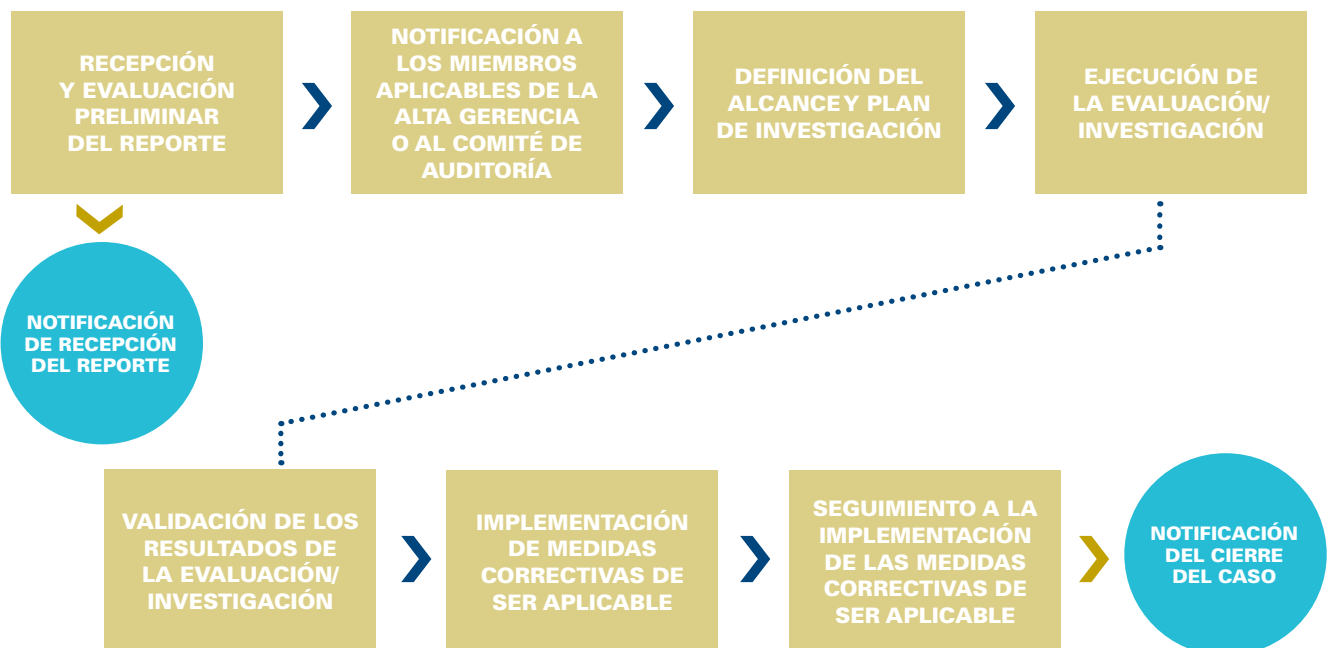 RECEPCIÓN
Y EVALUACIÓN
PRELIMINAR
DEL REPORTE
NOTIFICACIÓN A
LOS MIEMBROS
APLICABLES DE LA
ALTA GERENCIA
O AL COMITÉ DE
AUDITORÍA
DEFINICIÓN DEL
ALCANCE Y PLAN
DE INVESTIGACIÓN
EJECUCIÓN DE
LA EVALUACIÓN/
INVESTIGACIÓN
NOTIFICACIÓN
DE RECEPCIÓN
DEL REPORTE
VALIDACIÓN DE LOS
RESULTADOS DE
LA EVALUACIÓN/
INVESTIGACIÓN
IMPLEMENTACIÓN
DE MEDIDAS
CORRECTIVAS DE
SER APLICABLE
SEGUIMIENTO A LA
IMPLEMENTACIÓN
DE LAS MEDIDAS
CORRECTIVAS DE
SER APLICABLE
NOTIFICACIÓN
DEL CIERRE
DEL CASO